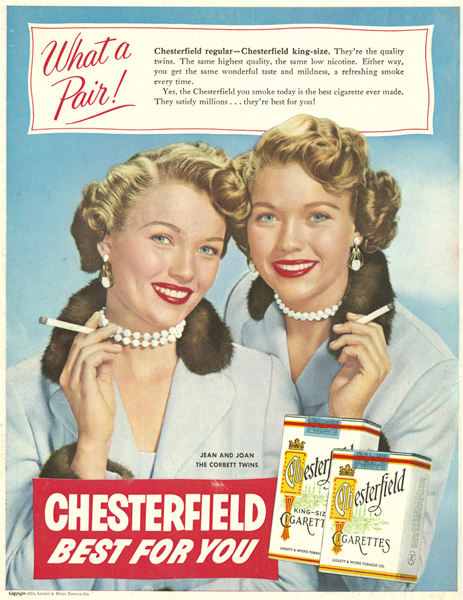 What a
Pair!
Chesterfield regular—Chesterfield king-size. They're the quality
twins. The same highest quality, the same low nicotine. Either way,
you get the same wonderful taste and mildness, a refreshing smoke
every time.
Yes, the Chesterfield you smoke today is the best cigarette ever made.
They satisfy millions . . . they're best for you!
JEAN AND JOAN
THE CORBETT TWINS
CHESTERFIELD
BEST FOR YOU
Chesterfield
KING-SIZE
CIGARETTES
LIGGETT & MYERS TOBACCO
Chesterfield
CIGARETTES
LIGGETT & MYERS TOBACCO CO.
Copyright 1953, LIGGETT & MYERS TOBACCO CO.